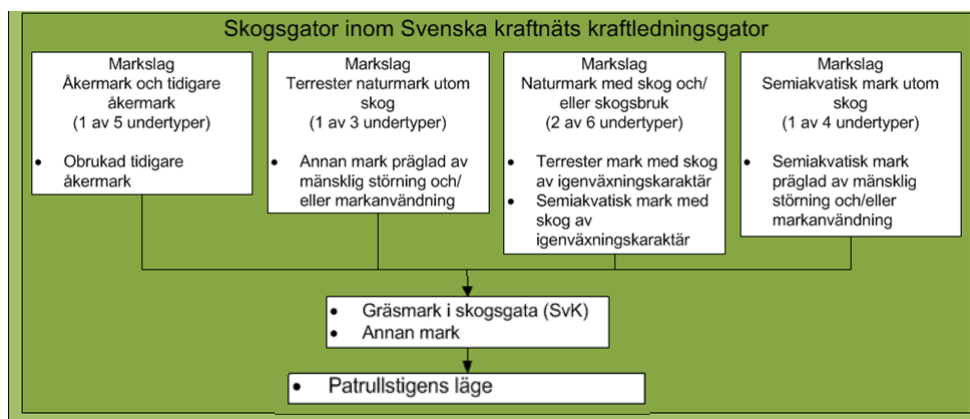 Skogsgator inom Svenska kraftnäts kraftledningsgator
Markslag
Åkermark och tidigare
åkermark
(1 av 5 undertyper)
• Obrukad tidigare
åkermark
Markslag
Terrester naturmark utom
skog
(1 av 3 undertyper)
• Annan mark präglad av
mänsklig störning och/
eller markanvändning
Markslag
Naturmark med skog och/
eller skogsbruk
(2 av 6 undertyper)
• Terrester mark med skog
av igenväxningskaraktär
• Semiakvatisk mark med
skog av
igenväxningskaraktär
Markslag
Semiakvatisk mark utom
skog
(1 av 4 undertyper)
• Semiakvatisk mark
präglad av mänsklig
störning och/eller
markanvändning
• Gräsmark i skogsgata (SvK)
• Annan mark
• Patrullstigens läge